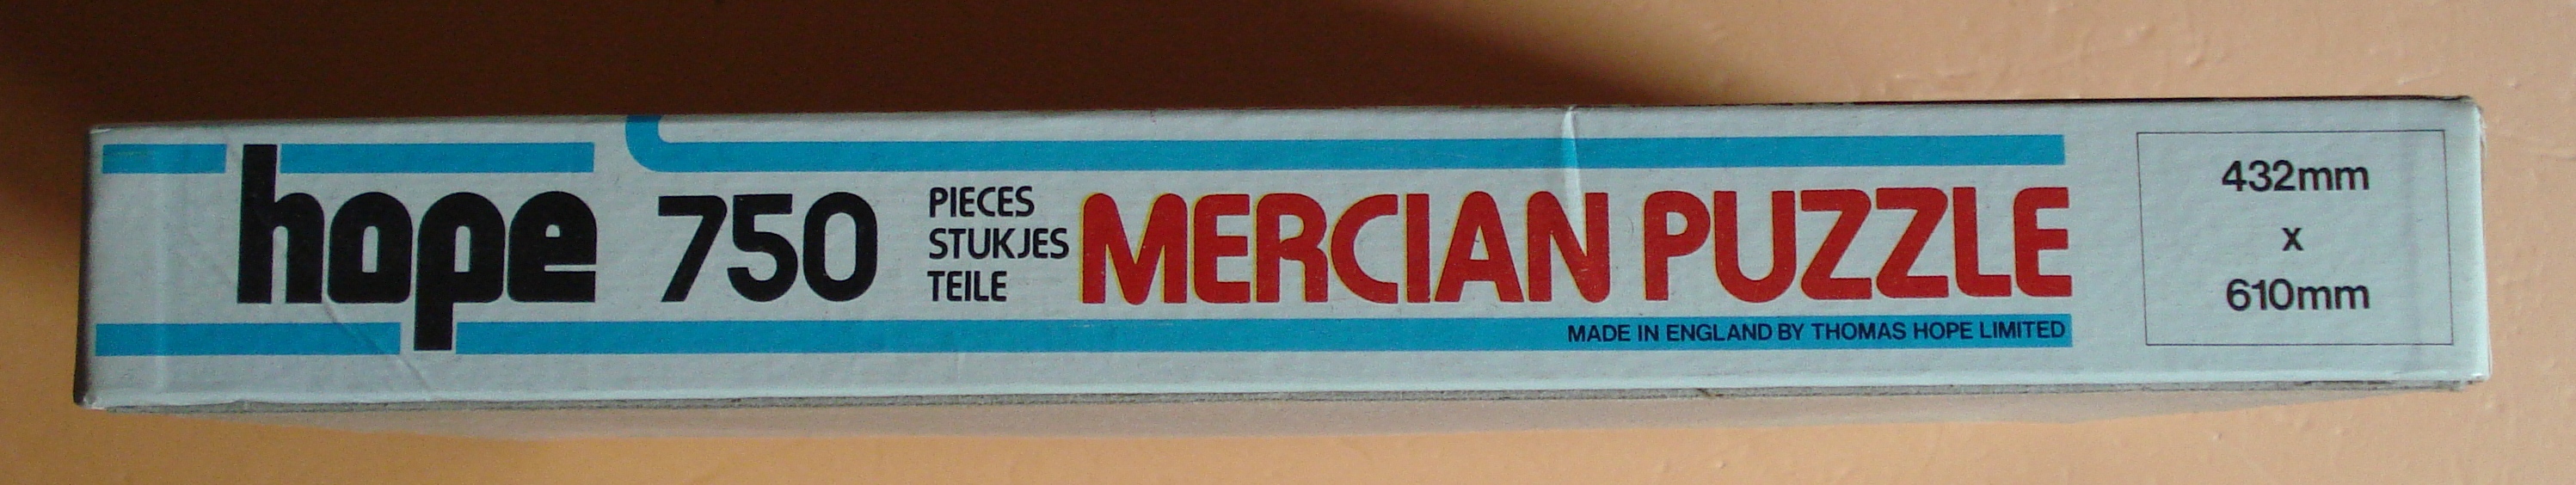 hope
750
PIECES
STUKJES
TEILE
MERCIAN PUZZLE
MADE IN ENGLAND BY THOMAS HOPE LIMITED
432mm
x
610mm